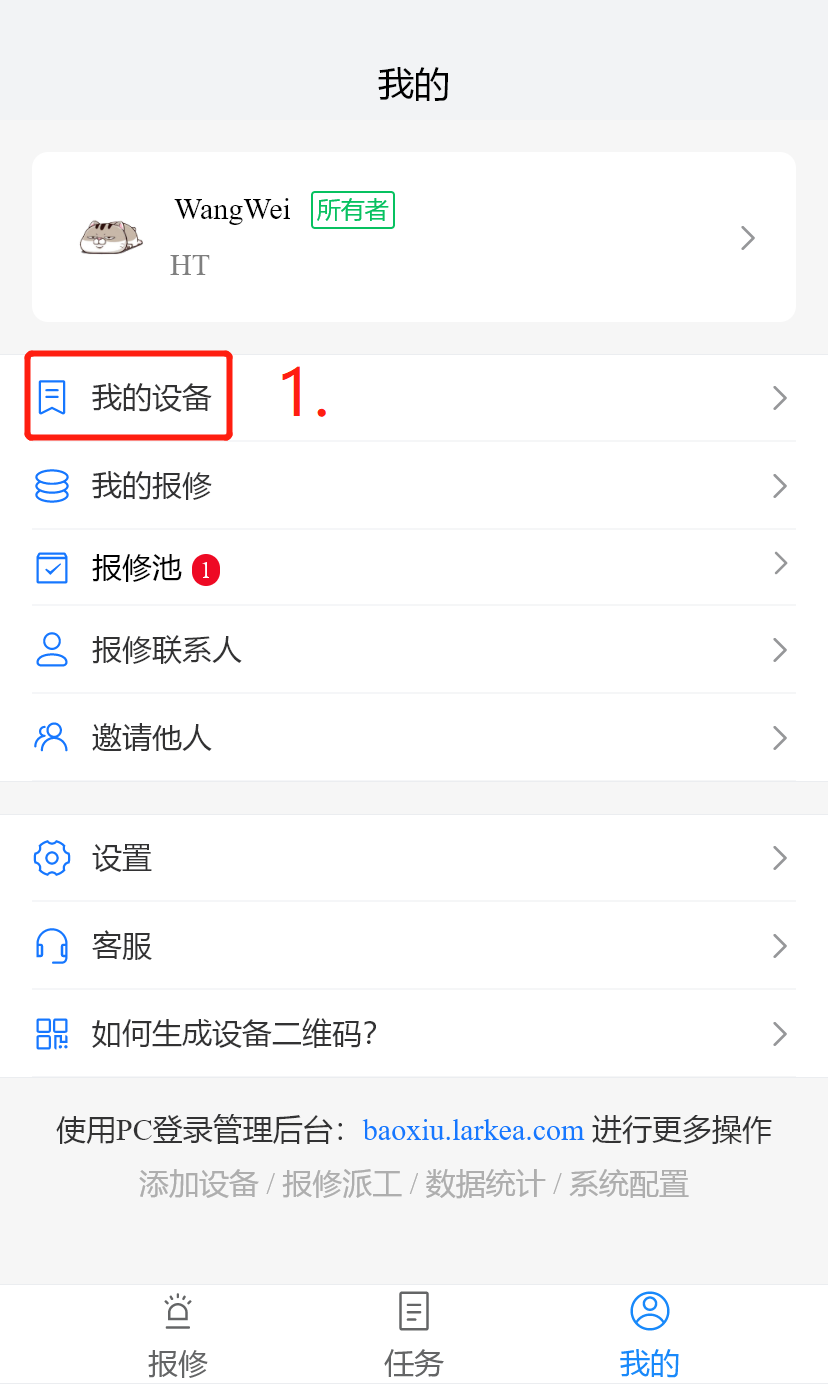 我的
WangWei 所有者
HT
我的设备 1.
我的报修
报修池 1
报修联系人
邀请他人
设置
客服
如何生成设备二维码？
使用PC登录管理后台：baoxiu.larkea.com 进行更多操作
添加设备 / 报修派工 / 数据统计 / 系统配置
报修 任务 我的